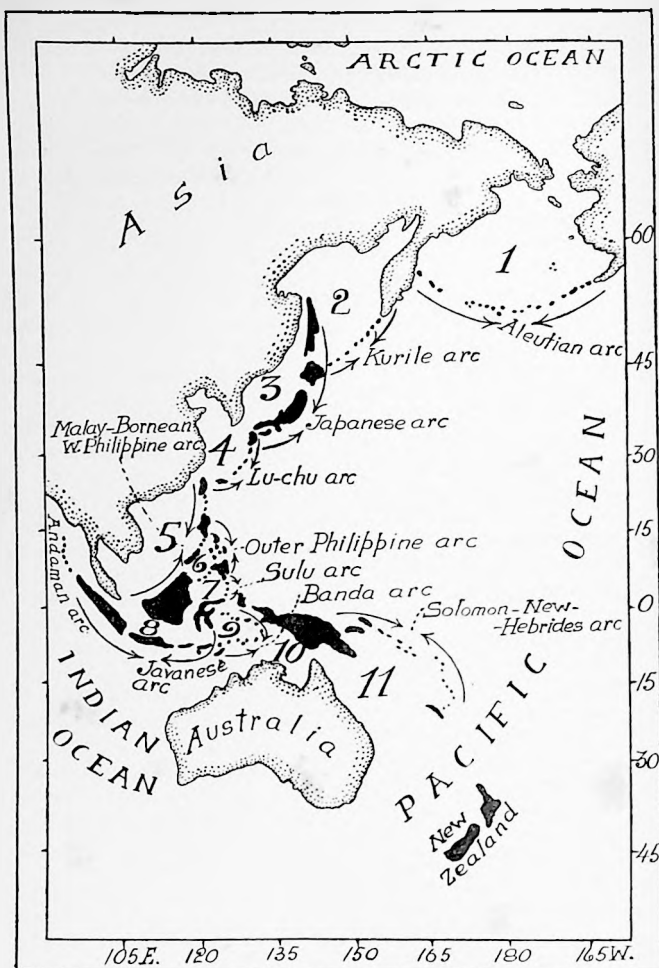 ARCTIC OCEAN
Asia
60
1
2
Aleutian arc
Kurile arc
45
3
Malay-Bornean
W. Philippine arc
Japanese arc
4
30
Lu-chu arc
OCEAN
5
15
Outer Philippine arc
6
Sulu arc
Andaman arc
7
Banda arc
0
Solomon-New-
-Hebrides arc
8
9
10
Javanese
arc
11
15
INDIAN
OCEAN
Australia
PACIFIC
30
New
Zealand
45
105E. 120 135 150 165 180 165W.